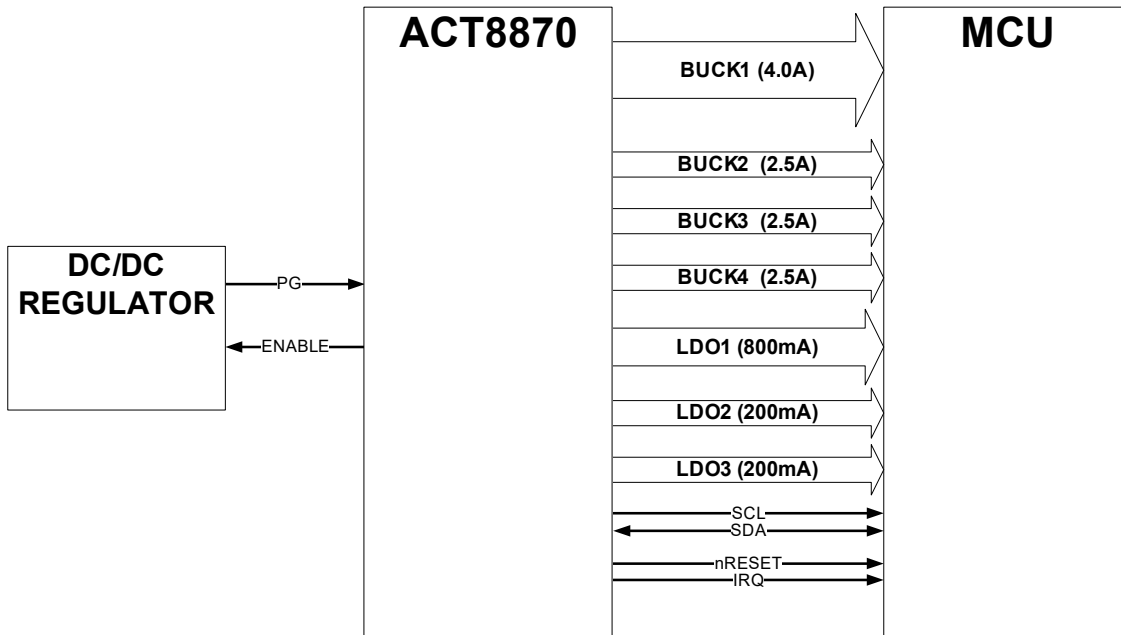 ACT8870
MCU
BUCK1 (4.0A)
BUCK2 (2.5A)
BUCK3 (2.5A)
BUCK4 (2.5A)
LDO1 (800mA)
LDO2 (200mA)
LDO3 (200mA)
SCL
SDA
nRESET
IRQ
DC/DC
REGULATOR
PG
ENABLE